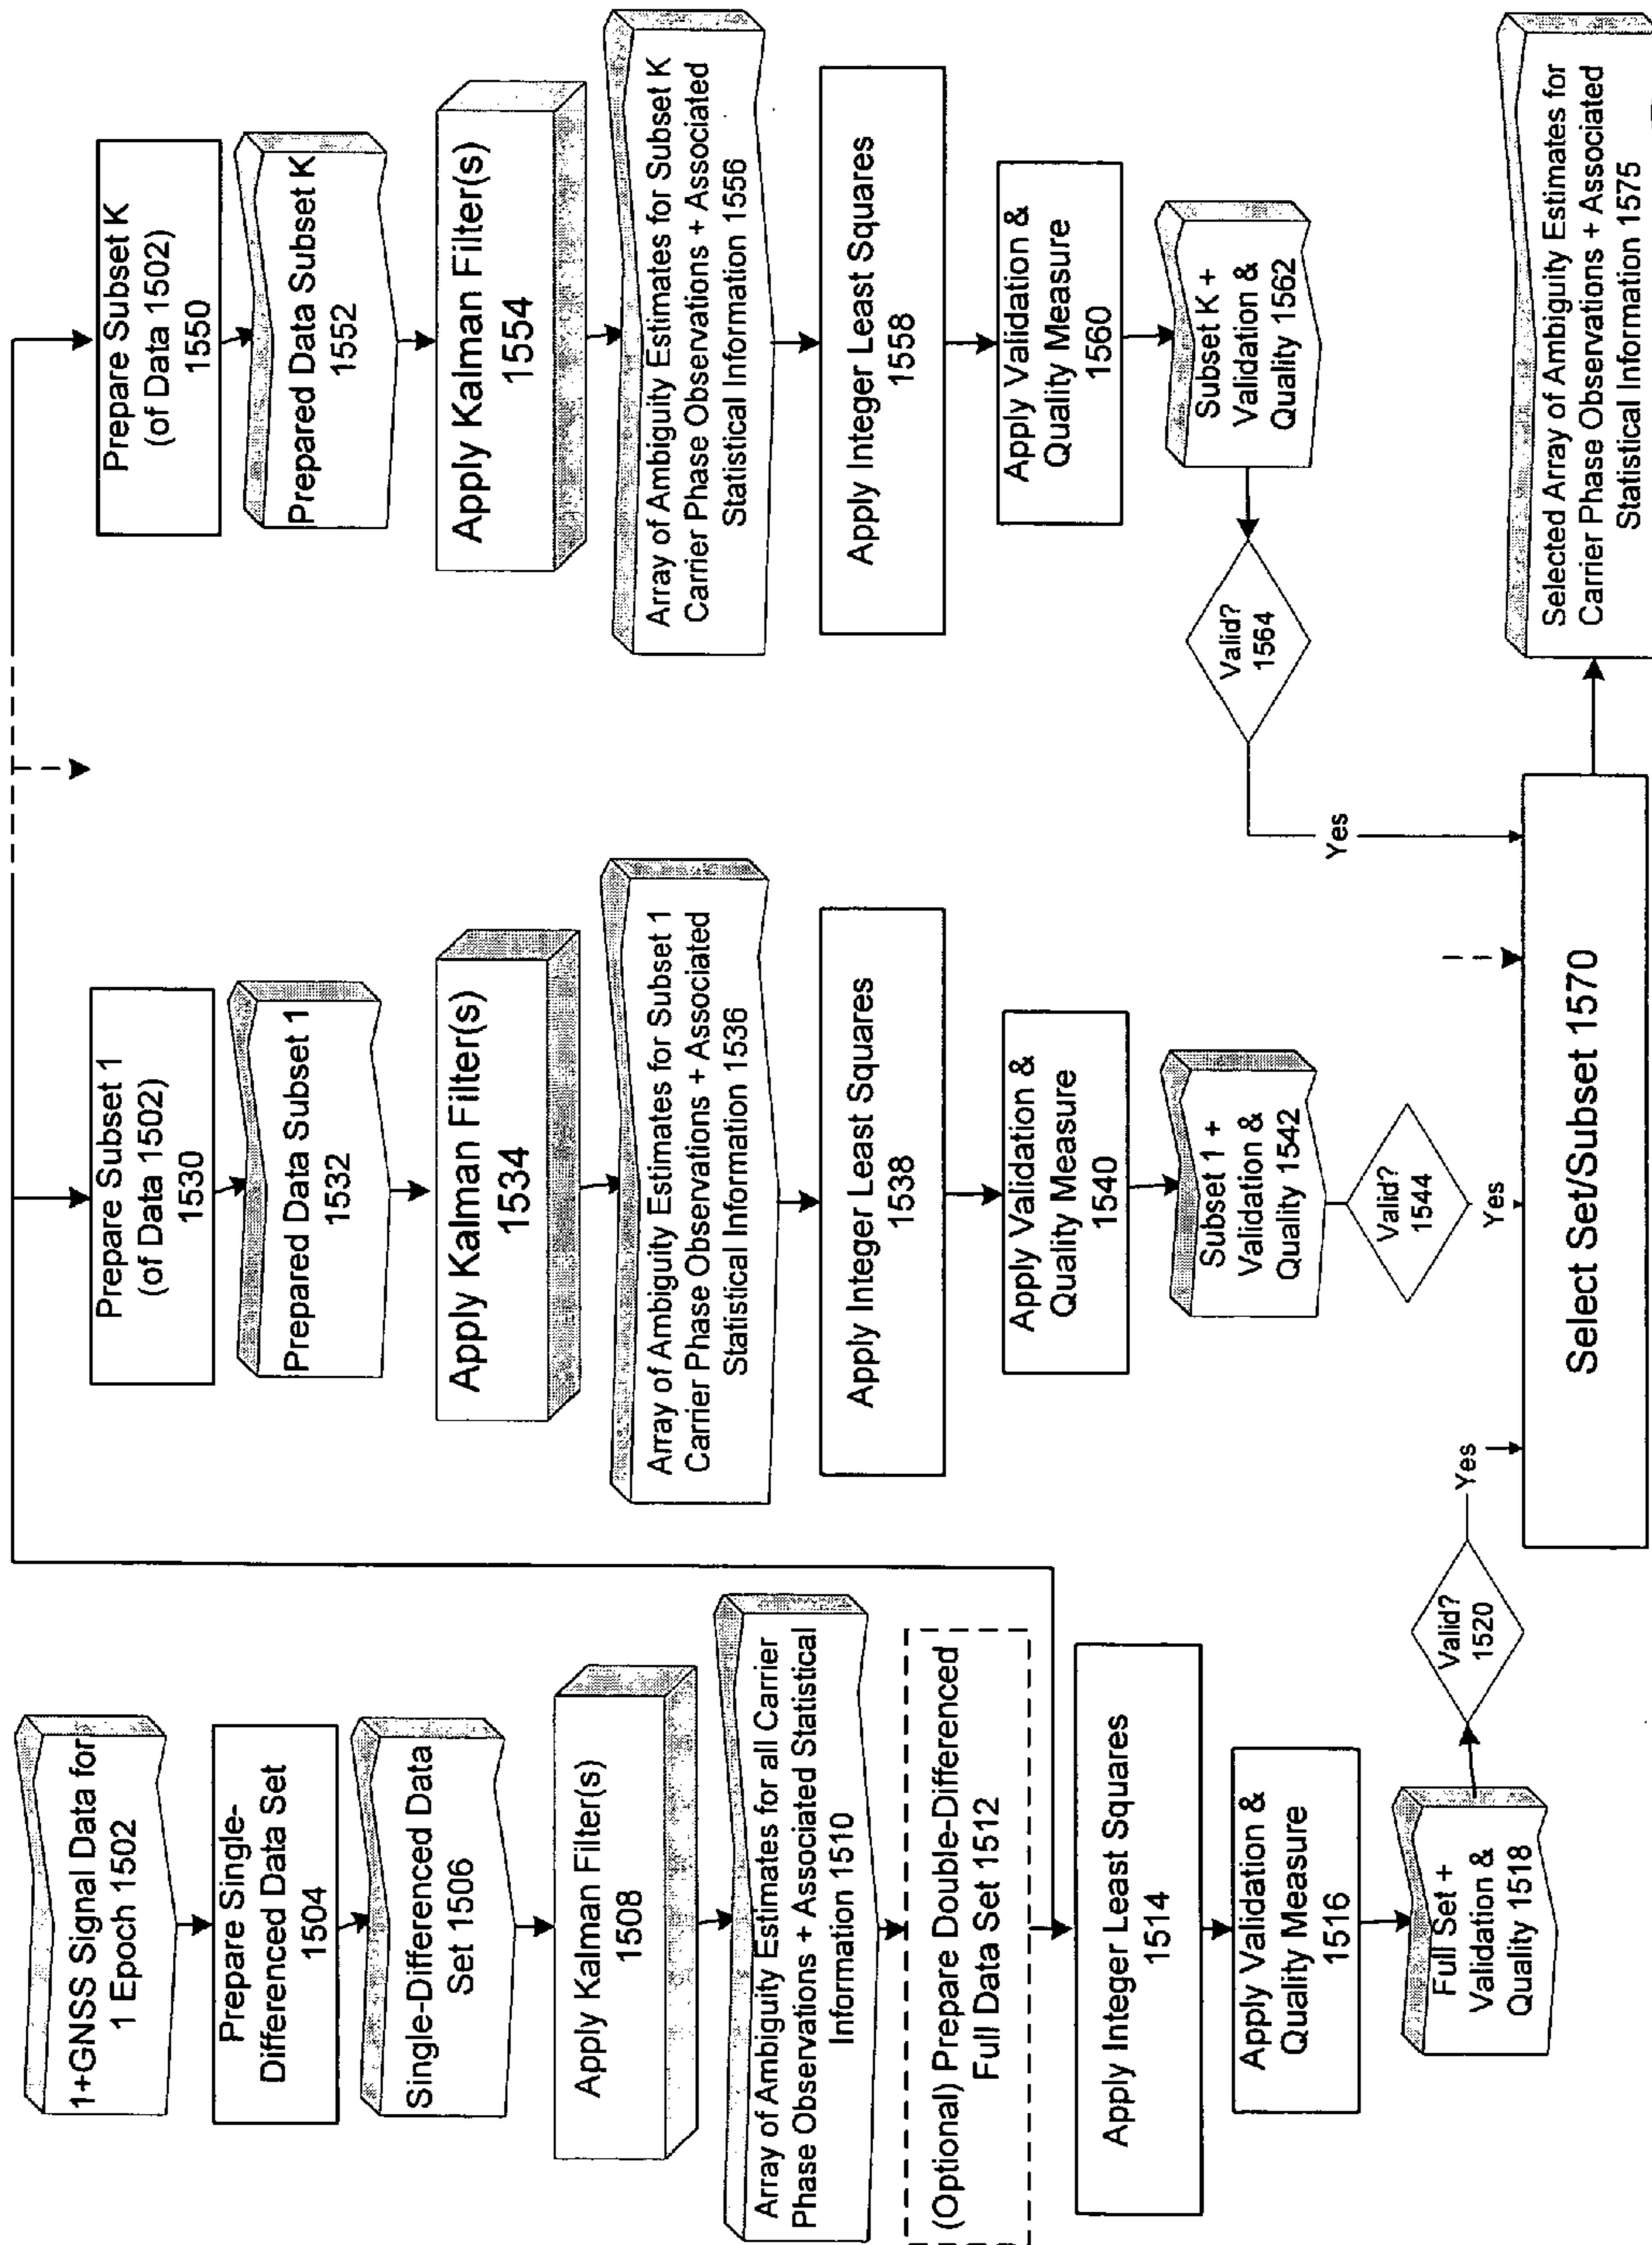 1+GNSS Signal Data for
1 Epoch 1502
Prepare Single-
Differenced Data Set
1504
Single-Differenced Data
Set 1506
Apply Kalman Filter(s)
1508
Array of Ambiguity Estimates for all Carrier
Phase Observations + Associated Statistical
Information 1510
(Optional) Prepare Double-Difference
Full Data Set 1512
Apply Integer Least Squares
1514
Apply Validation &
Quality Measure
1516
Full Set +
Validation &
Quality 1518
Valid?
1520
Yes
Prepare Subset 1
(of Data 1502)
1530
Prepared Data Subset 1
1532
Apply Kalman Filter(s)
1534
Array of Ambiguity Estimates for Subset 1
Carrier Phase Observations + Associated
Statistical Information 1536
Apply Integer Least Squares
1538
Apply Validation &
Quality Measure
1540
Subset 1 +
Validation &
Quality 1542
Valid?
1544
Yes
Prepare Subset K
(of Data 1502)
1550
Prepared Data Subset K
1552
Apply Kalman Filter(s)
1554
Array of Ambiguity Estimates for Subset K
Carrier Phase Observations + Associated
Statistical Information 1556
Apply Integer Least Squares
1558
Apply Validation &
Quality Measure
1560
Subset K +
Validation &
Quality 1562
Valid?
1564
Yes
Select Set/Subset 1570
Selected Array of Ambiguity Estimates for
Carrier Phase Observations + Associated
Statistical Information 1575